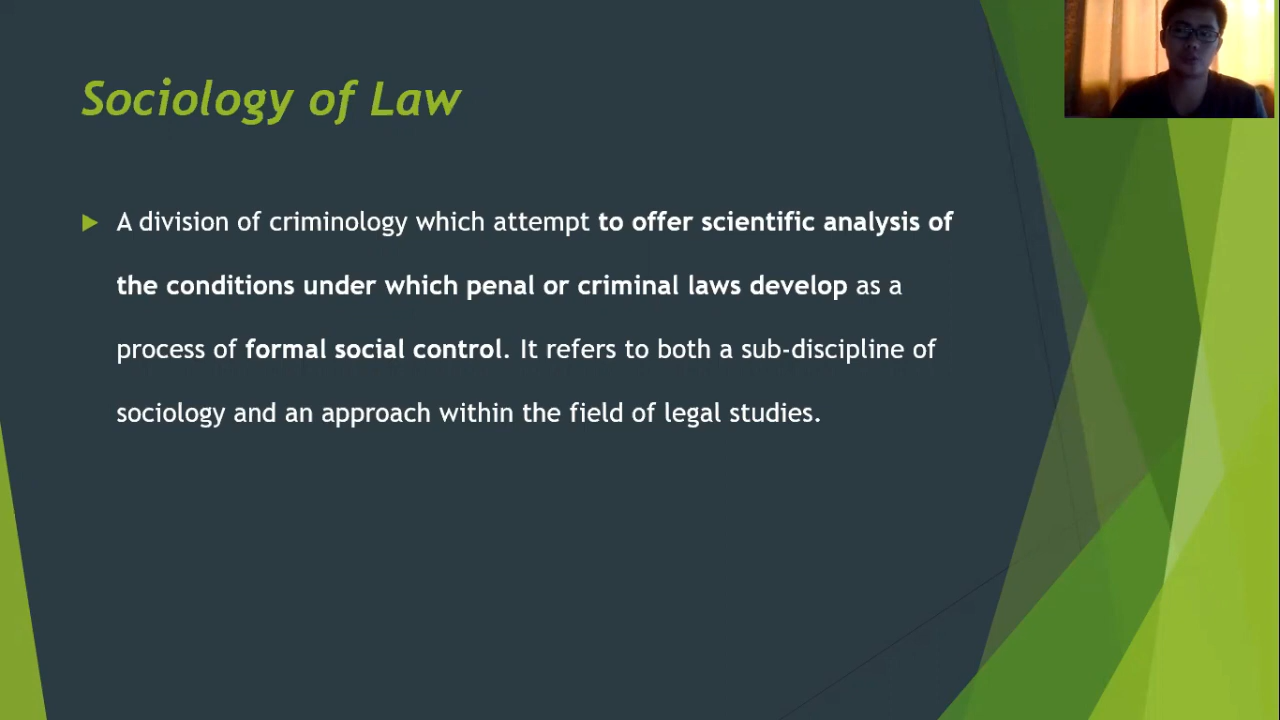 Sociology of Law
A division of criminology which attempt to offer scientific analysis of
the conditions under which penal or criminal laws develop as a
process of formal social control. It refers to both a sub-discipline of
sociology and an approach within the field of legal studies.